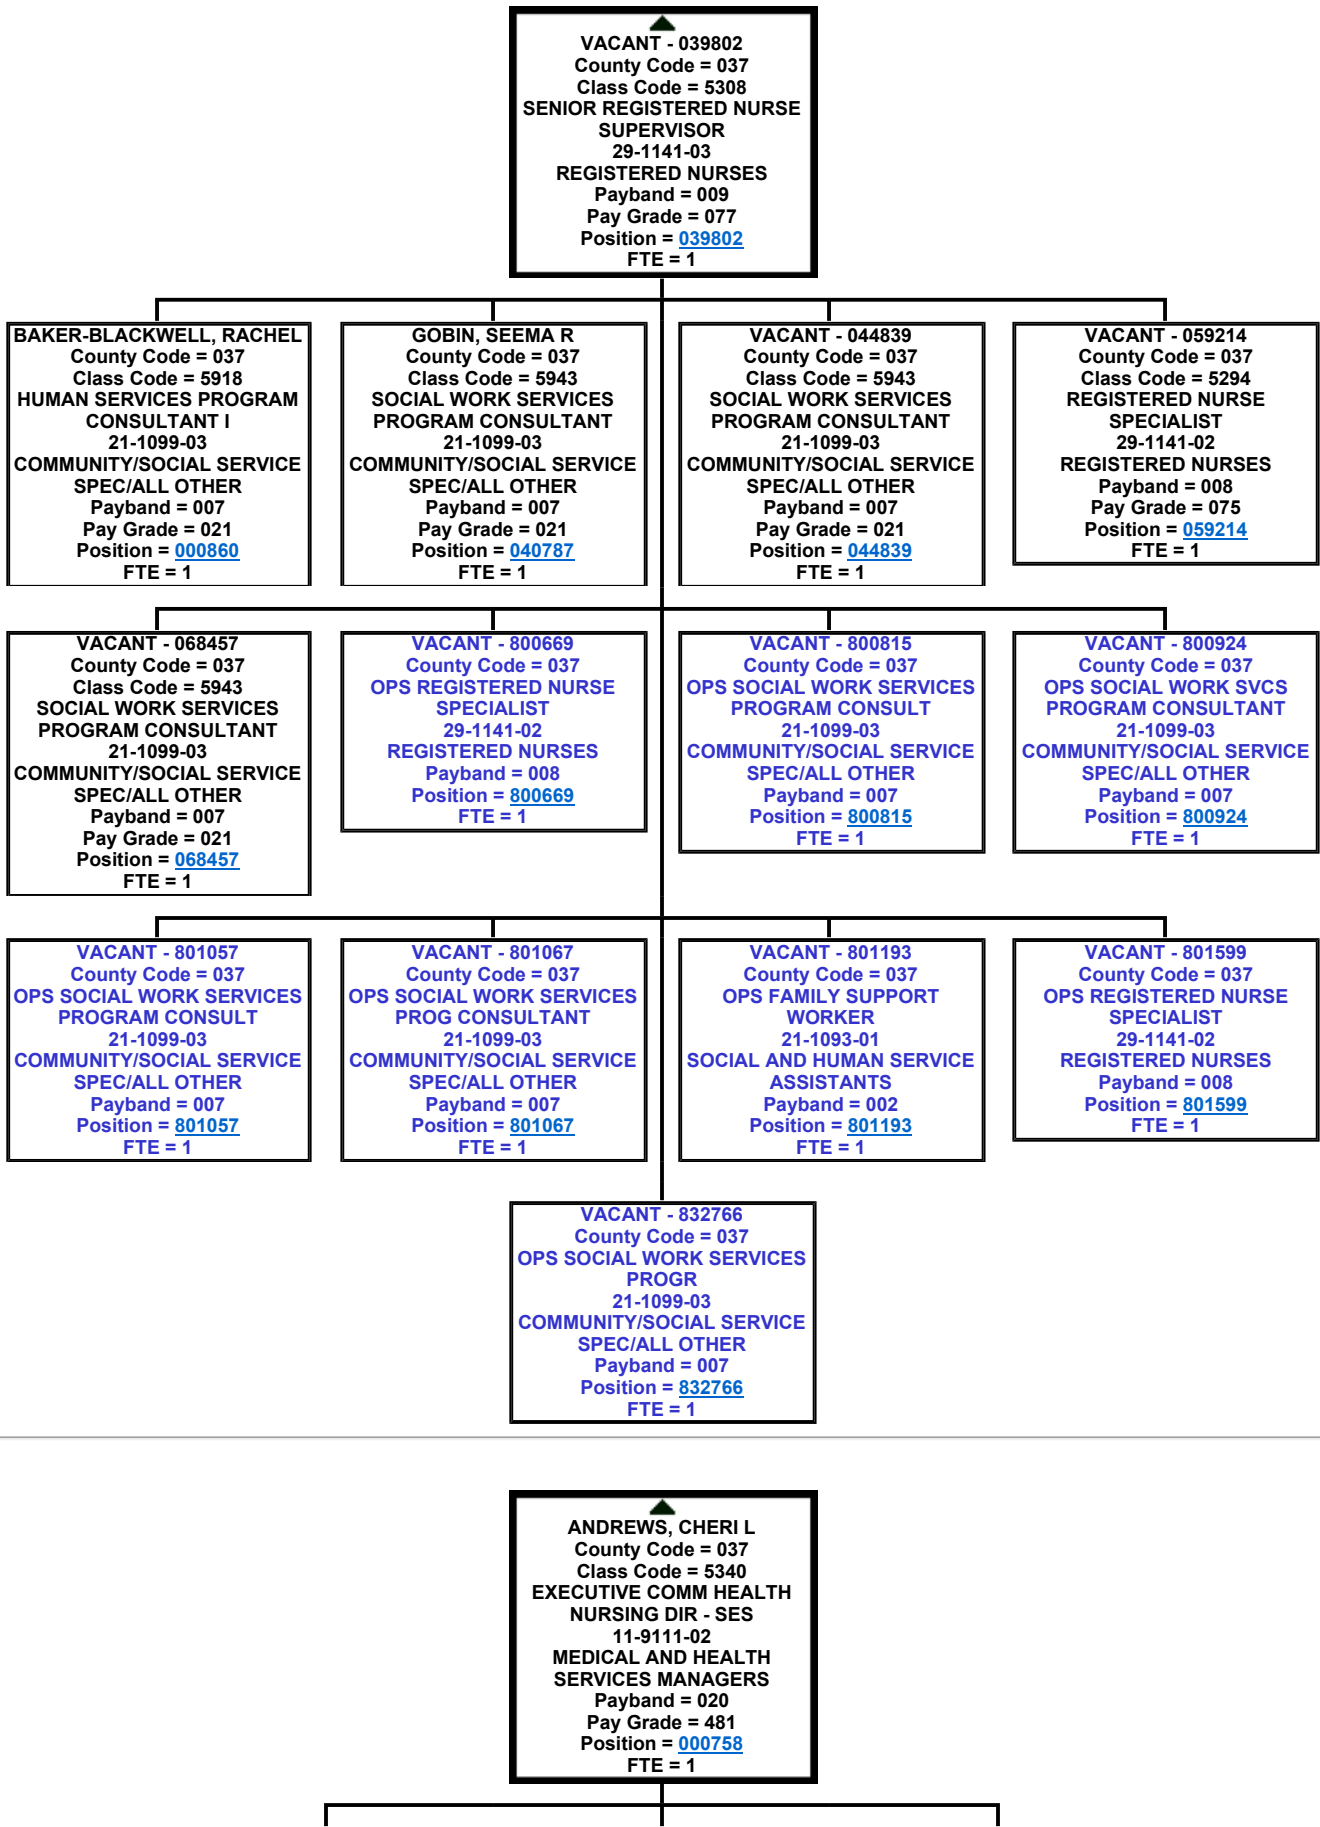 VACANT - 039802
County Code = 037
Class Code = 5308
SENIOR REGISTERED NURSE
SUPERVISOR
29-1141-03
REGISTERED NURSES
Payband = 009
Pay Grade = 077
Position = 039802
FTE = 1
BAKER-BLACKWELL, RACHEL
County Code = 037
Class Code = 5918
HUMAN SERVICES PROGRAM
CONSULTANT I
21-1099-03
COMMUNITY/SOCIAL SERVICE
SPEC/ALL OTHER
Payband = 007
Pay Grade = 021
Position = 000860
FTE = 1
GOBIN, SEEMA R
County Code = 037
Class Code = 5943
SOCIAL WORK SERVICES
PROGRAM CONSULTANT
21-1099-03
COMMUNITY/SOCIAL SERVICE
SPEC/ALL OTHER
Payband = 007
Pay Grade = 021
Position = 040787
FTE = 1
VACANT - 044839
County Code = 037
Class Code = 5943
SOCIAL WORK SERVICES
PROGRAM CONSULTANT
21-1099-03
COMMUNITY/SOCIAL SERVICE
SPEC/ALL OTHER
Payband = 007
Pay Grade = 021
Position = 044839
FTE = 1
VACANT - 059214
County Code = 037
Class Code = 5294
REGISTERED NURSE
SPECIALIST
29-1141-02
REGISTERED NURSES
Payband = 008
Pay Grade = 075
Position = 059214
FTE = 1
VACANT - 068457
County Code = 037
Class Code = 5943
SOCIAL WORK SERVICES
PROGRAM CONSULTANT
21-1099-03
COMMUNITY/SOCIAL SERVICE
SPEC/ALL OTHER
Payband = 007
Pay Grade = 021
Position = 068457
FTE = 1
VACANT - 800669
County Code = 037
OPS REGISTERED NURSE
SPECIALIST
29-1141-02
REGISTERED NURSES
Payband = 008
Position = 800669
FTE = 1
VACANT - 800815
County Code = 037
OPS SOCIAL WORK SERVICES
PROGRAM CONSULT
21-1099-03
COMMUNITY/SOCIAL SERVICE
SPEC/ALL OTHER
Payband = 007
Position = 800815
FTE = 1
VACANT - 800924
County Code = 037
OPS SOCIAL WORK SVCS
PROGRAM CONSULTANT
21-1099-03
COMMUNITY/SOCIAL SERVICE
SPEC/ALL OTHER
Payband = 007
Position = 800924
FTE = 1
VACANT - 801057
County Code = 037
OPS SOCIAL WORK SERVICES
PROGRAM CONSULT
21-1099-03
COMMUNITY/SOCIAL SERVICE
SPEC/ALL OTHER
Payband = 007
Position = 801057
FTE = 1
VACANT - 801067
County Code = 037
OPS SOCIAL WORK SERVICES
PROG CONSULTANT
21-1099-03
COMMUNITY/SOCIAL SERVICE
SPEC/ALL OTHER
Payband = 007
Position = 801067
FTE = 1
VACANT - 801193
County Code = 037
OPS FAMILY SUPPORT
WORKER
21-1093-01
SOCIAL AND HUMAN SERVICE
ASSISTANTS
Payband = 002
Position = 801193
FTE = 1
VACANT - 801599
County Code = 037
OPS REGISTERED NURSE
SPECIALIST
29-1141-02
REGISTERED NURSES
Payband = 008
Position = 801599
FTE = 1
VACANT - 832766
County Code = 037
OPS SOCIAL WORK SERVICES
PROGR
21-1099-03
COMMUNITY/SOCIAL SERVICE
SPEC/ALL OTHER
Payband = 007
Position = 832766
FTE = 1
ANDREWS, CHERI L
County Code = 037
Class Code = 5340
EXECUTIVE COMM HEALTH
NURSING DIR - SES
11-9111-02
MEDICAL AND HEALTH
SERVICES MANAGERS
Payband = 020
Pay Grade = 481
Position = 000758
FTE = 1